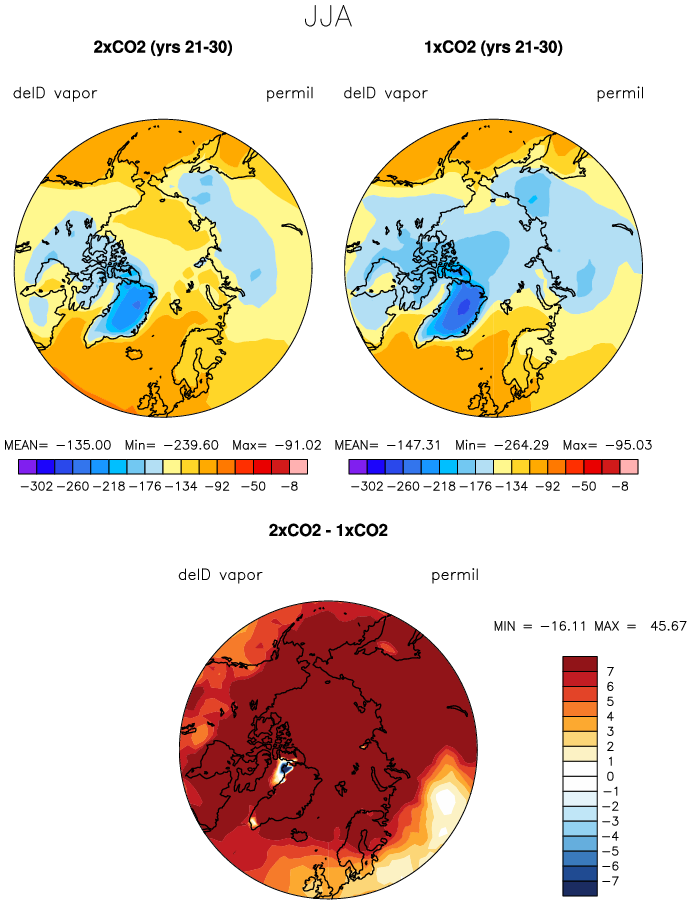 JJA
2xCO2 (yrs 21-30)
1xCO2 (yrs 21-30)
delD vapor permil
delD vapor permil
MEAN= −135.00 Min= −239.60 Max= −91.02
MEAN= −147.31 Min= −264.29 Max= −95.03
−302 −260 −218 −176 −134 −92 −50 −8
−302 −260 −218 −176 −134 −92 −50 −8
2xCO2 - 1xCO2
delD vapor permil
MIN = −16.11 MAX = 45.67
7
6
5
4
3
2
1
0
−1
−2
−3
−4
−5
−6
−7